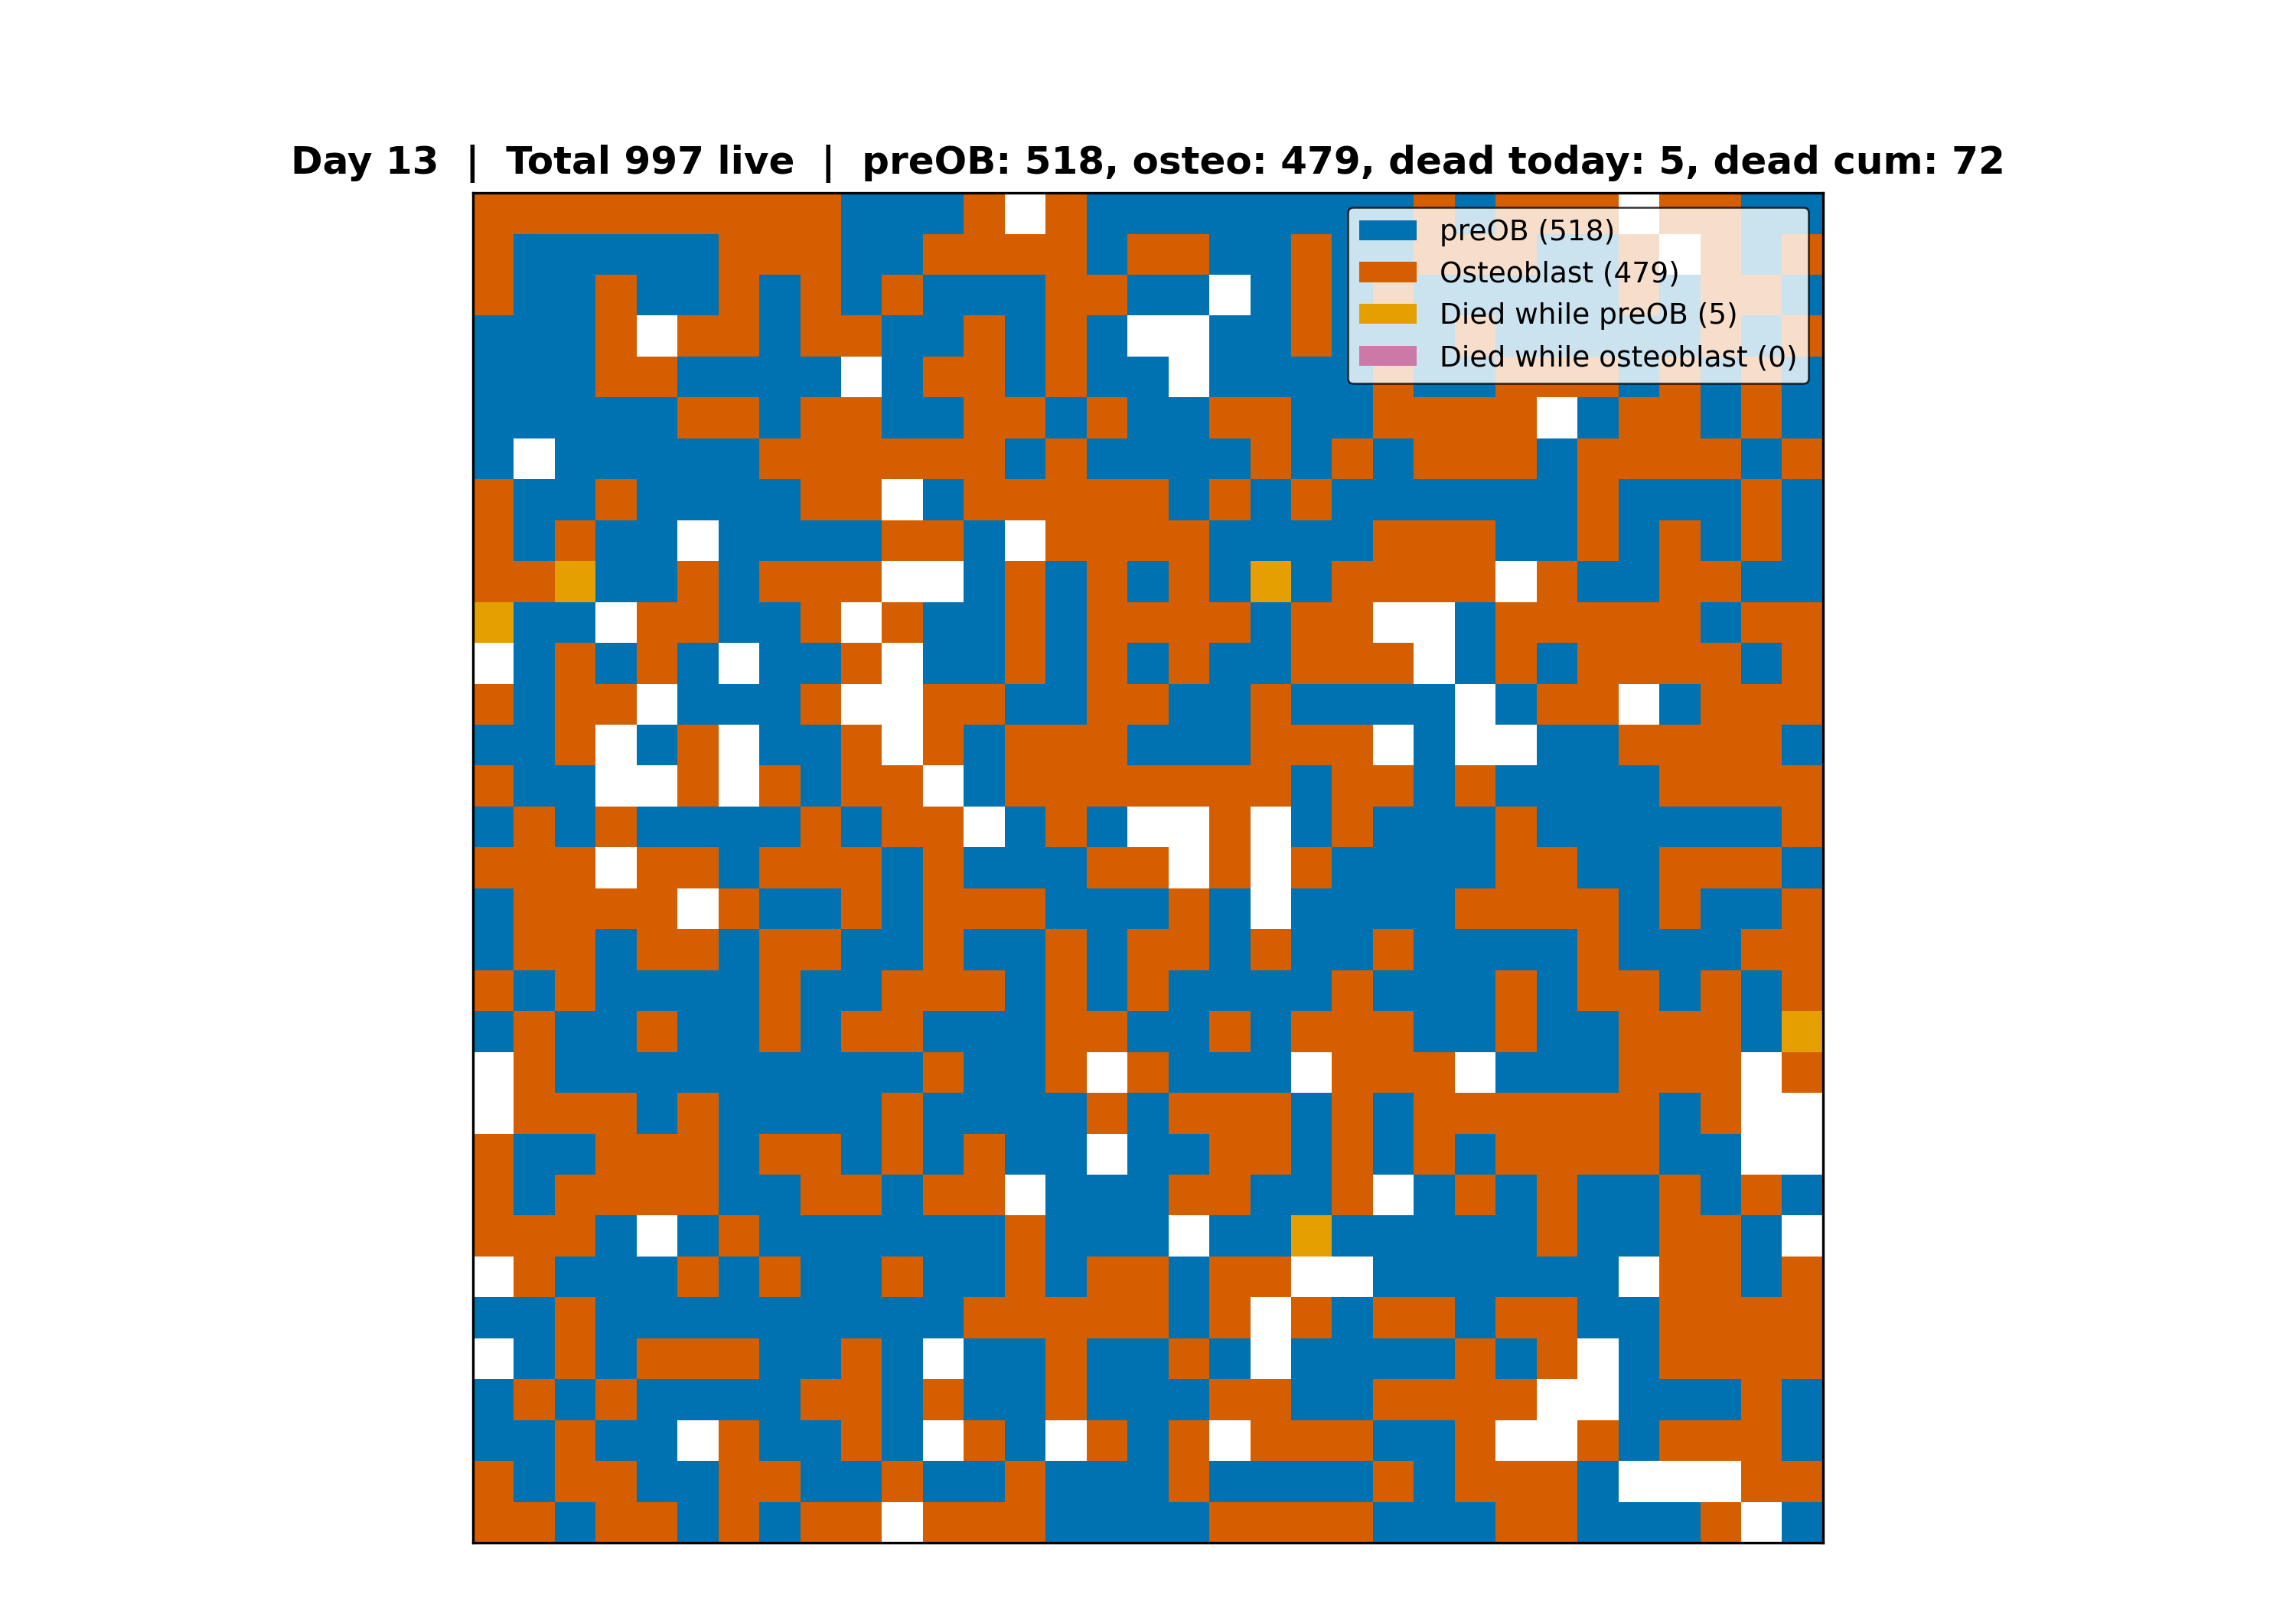 Day 13 | Total 997 live | preOB: 518, osteo: 479, dead today: 5, dead cum: 72
preOB (518)
Osteoblast (479)
Died while preOB (5)
Died while osteoblast (0)